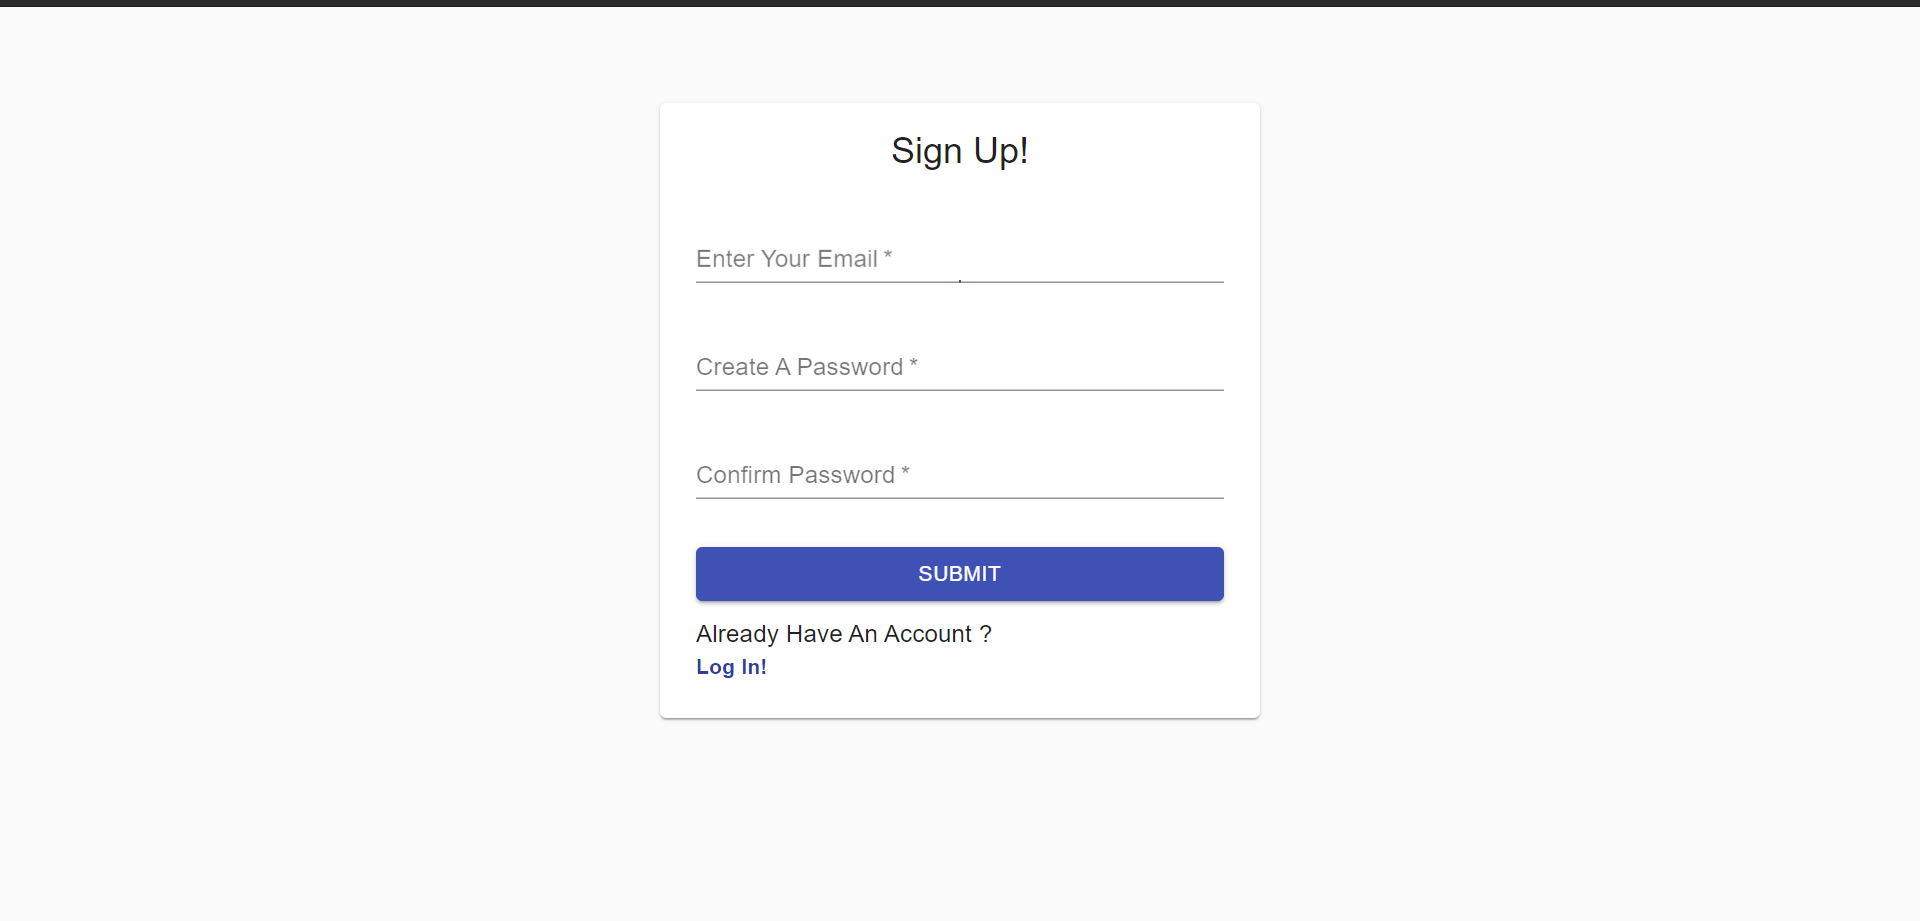 Sign Up!
Enter Your Email *
Create A Password *
Confirm Password *
SUBMIT
Already Have An Account ?
Log In!